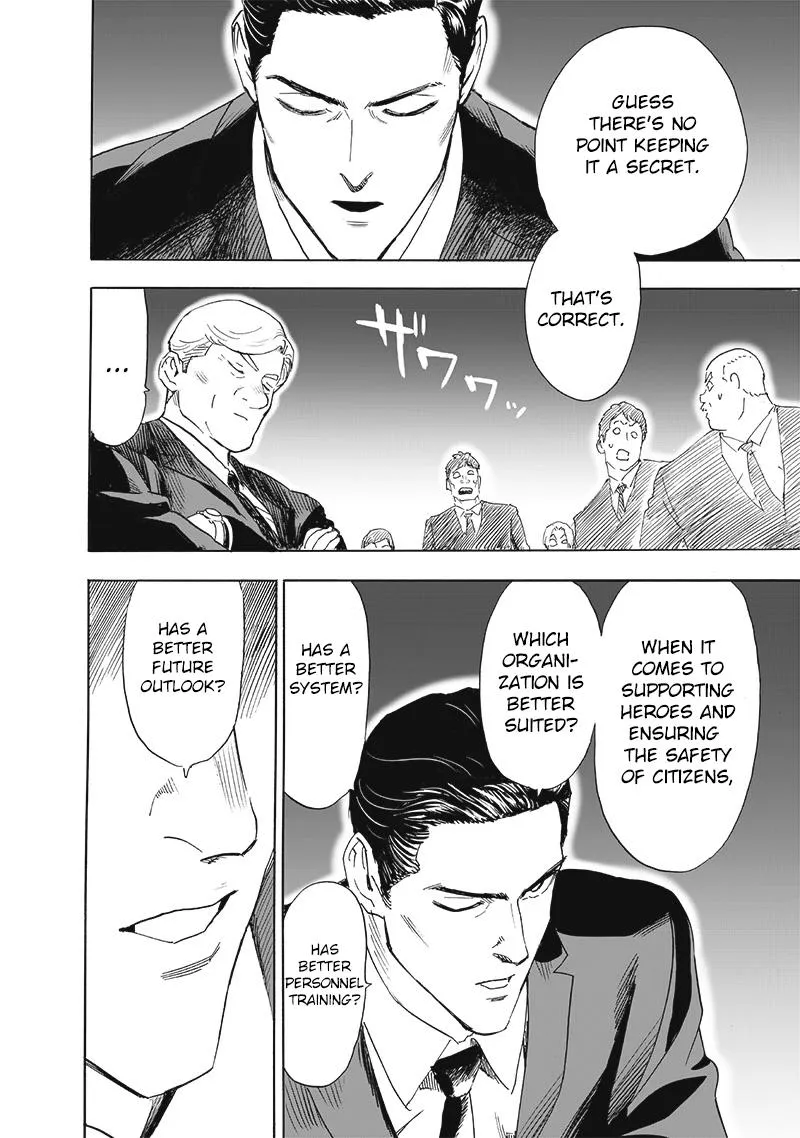 GUESS
THERE'S NO
POINT KEEPING
IT A SECRET.
THAT'S
CORRECT.
ザワワッ
...
WHEN IT
COMES TO
SUPPORTING
HEROES AND
ENSURING
THE SAFETY
OF CITIZENS,
WHICH
ORGANI-
ZATION IS
BETTER
SUITED?
HAS A
BETTER
SYSTEM?
HAS
BETTER
PERSONNEL
TRAINING?
HAS A
BETTER
FUTURE
OUTLOOK?